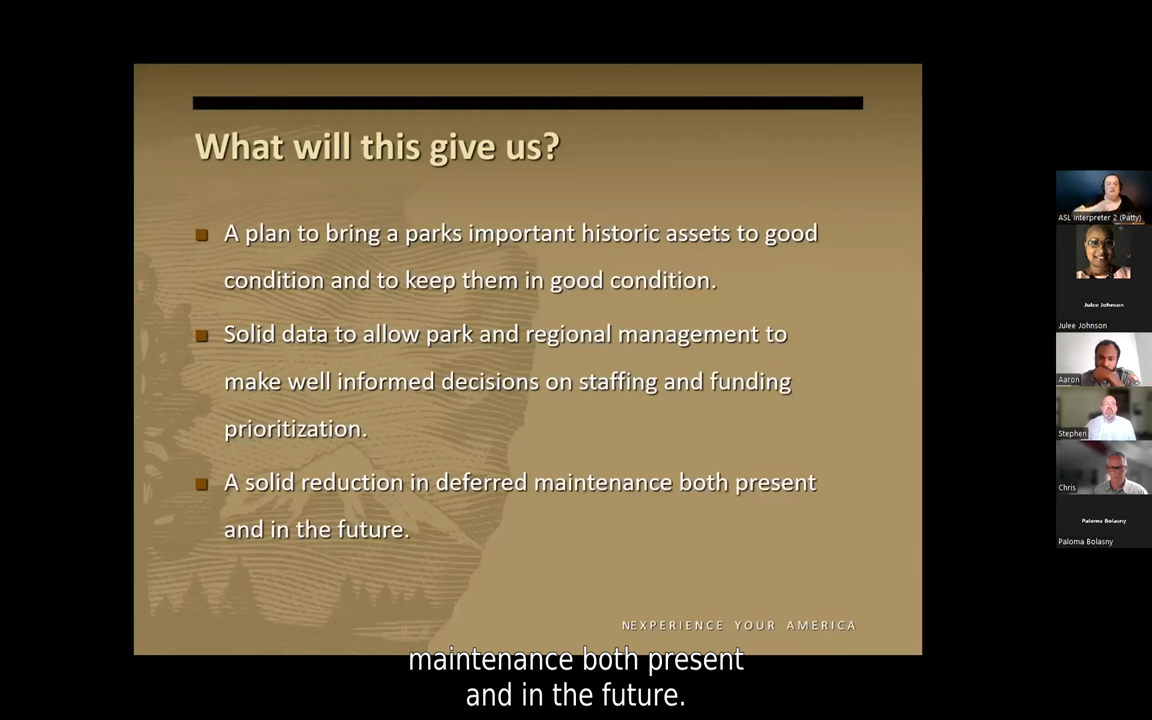 What will this give us?
A plan to bring a parks important historic assets to good
condition and to keep them in good condition.
Solid data to allow park and regional management to
make well informed decisions on staffing and funding
prioritization.
A solid reduction in deferred maintenance both present
and in the future.
NEXPERIENCE YOUR AMERICA
maintenance both present
and in the future.
ASL Interpreter 2 (Patty)
Julee Johnson
Julee Johnson
Aaron
Stephen
Chris
Paloma Bolasny
Paloma Bolasny